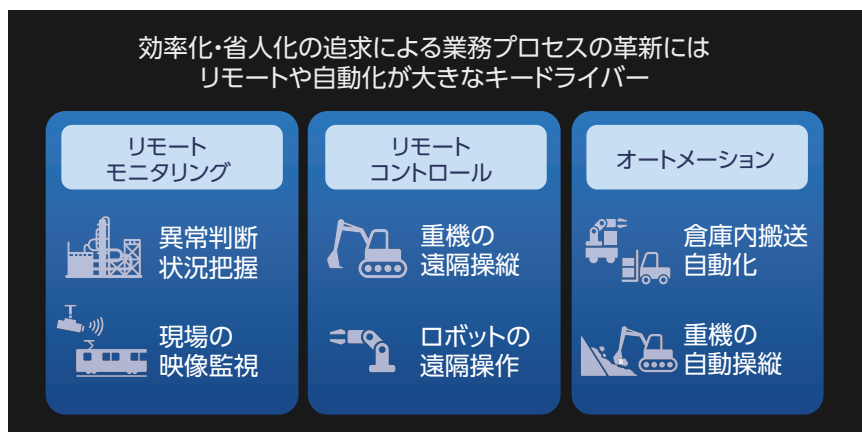 効率化・省人化の追求による業務プロセスの革新には
リモートや自動化が大きなキードライバー
リモート
モニタリング
異常判断
状況把握
現場の
映像監視
リモート
コントロール
重機の
遠隔操縦
ロボットの
遠隔操作
オートメーション
倉庫内搬送
自動化
重機の
自動操縦